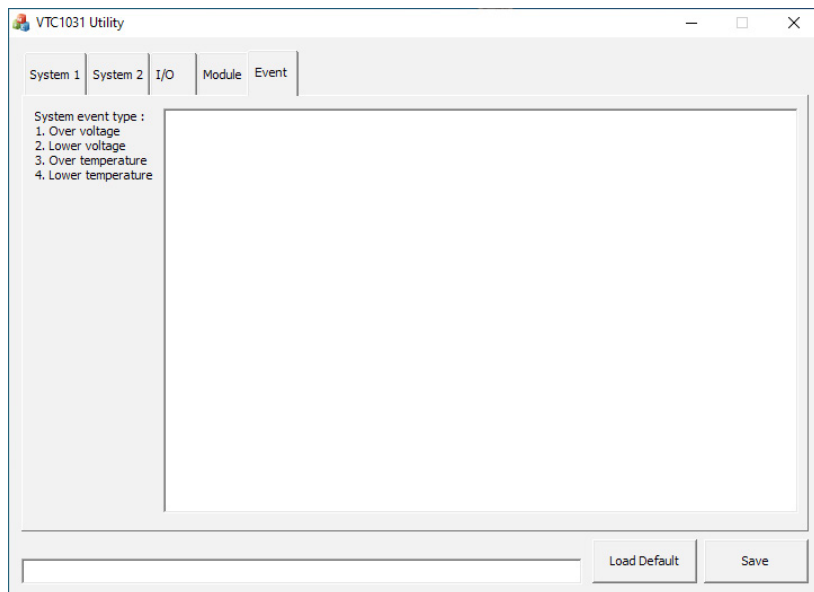 VTC1031 Utility
System 1 System 2 I/O Module Event
System event type :
1. Over voltage
2. Lower voltage
3. Over temperature
4. Lower temperature
Load Default Save